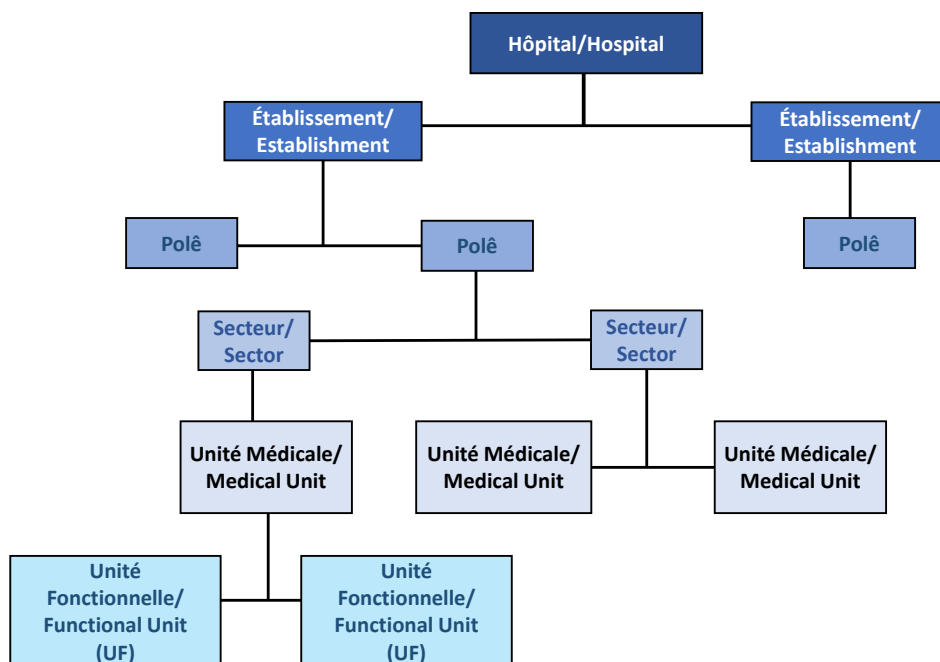 Hôpital/Hospital
Établissement/
Establishment
Établissement/
Establishment
Polê
Polê
Polê
Secteur/
Sector
Secteur/
Sector
Unité Médicale/
Medical Unit
Unité Médicale/
Medical Unit
Unité Médicale/
Medical Unit
Unité
Fonctionnelle/
Functional Unit
(UF)
Unité
Fonctionnelle/
Functional Unit
(UF)